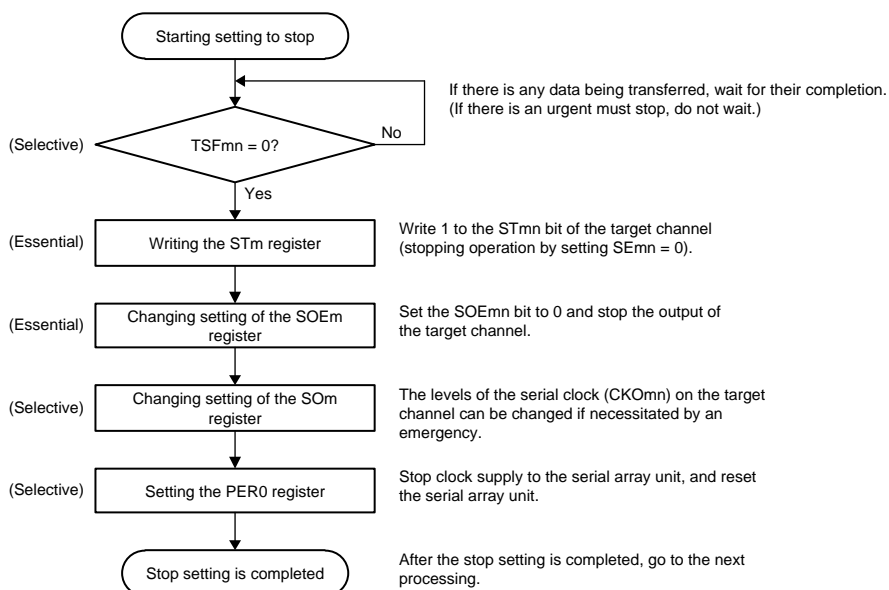 Starting setting to stop
If there is any data being transferred, wait for their completion.
(If there is an urgent must stop, do not wait.)
(Selective)
TSFmn = 0?
No
Yes
(Essential)
Writing the STm register
Write 1 to the STmn bit of the target channel
(stopping operation by setting SEmn = 0).
(Essential)
Changing setting of the SOEm
register
Set the SOEmn bit to 0 and stop the output of
the target channel.
(Selective)
Changing setting of the SOm
register
The levels of the serial clock (CKOmn) on the target
channel can be changed if necessitated by an
emergency.
(Selective)
Setting the PER0 register
Stop clock supply to the serial array unit, and reset
the serial array unit.
Stop setting is completed
After the stop setting is completed, go to the next
processing.